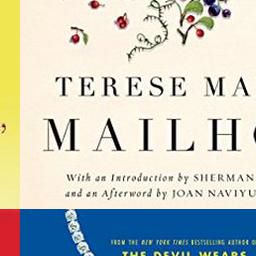 TERESE MA
MAILHO
With an Introduction by SHERMAN
and an Afterword by JOAN NAVIYU
FROM THE NEW YORK TIMES BESTSELLING AUTHOR O
THE DEVIL WEARS